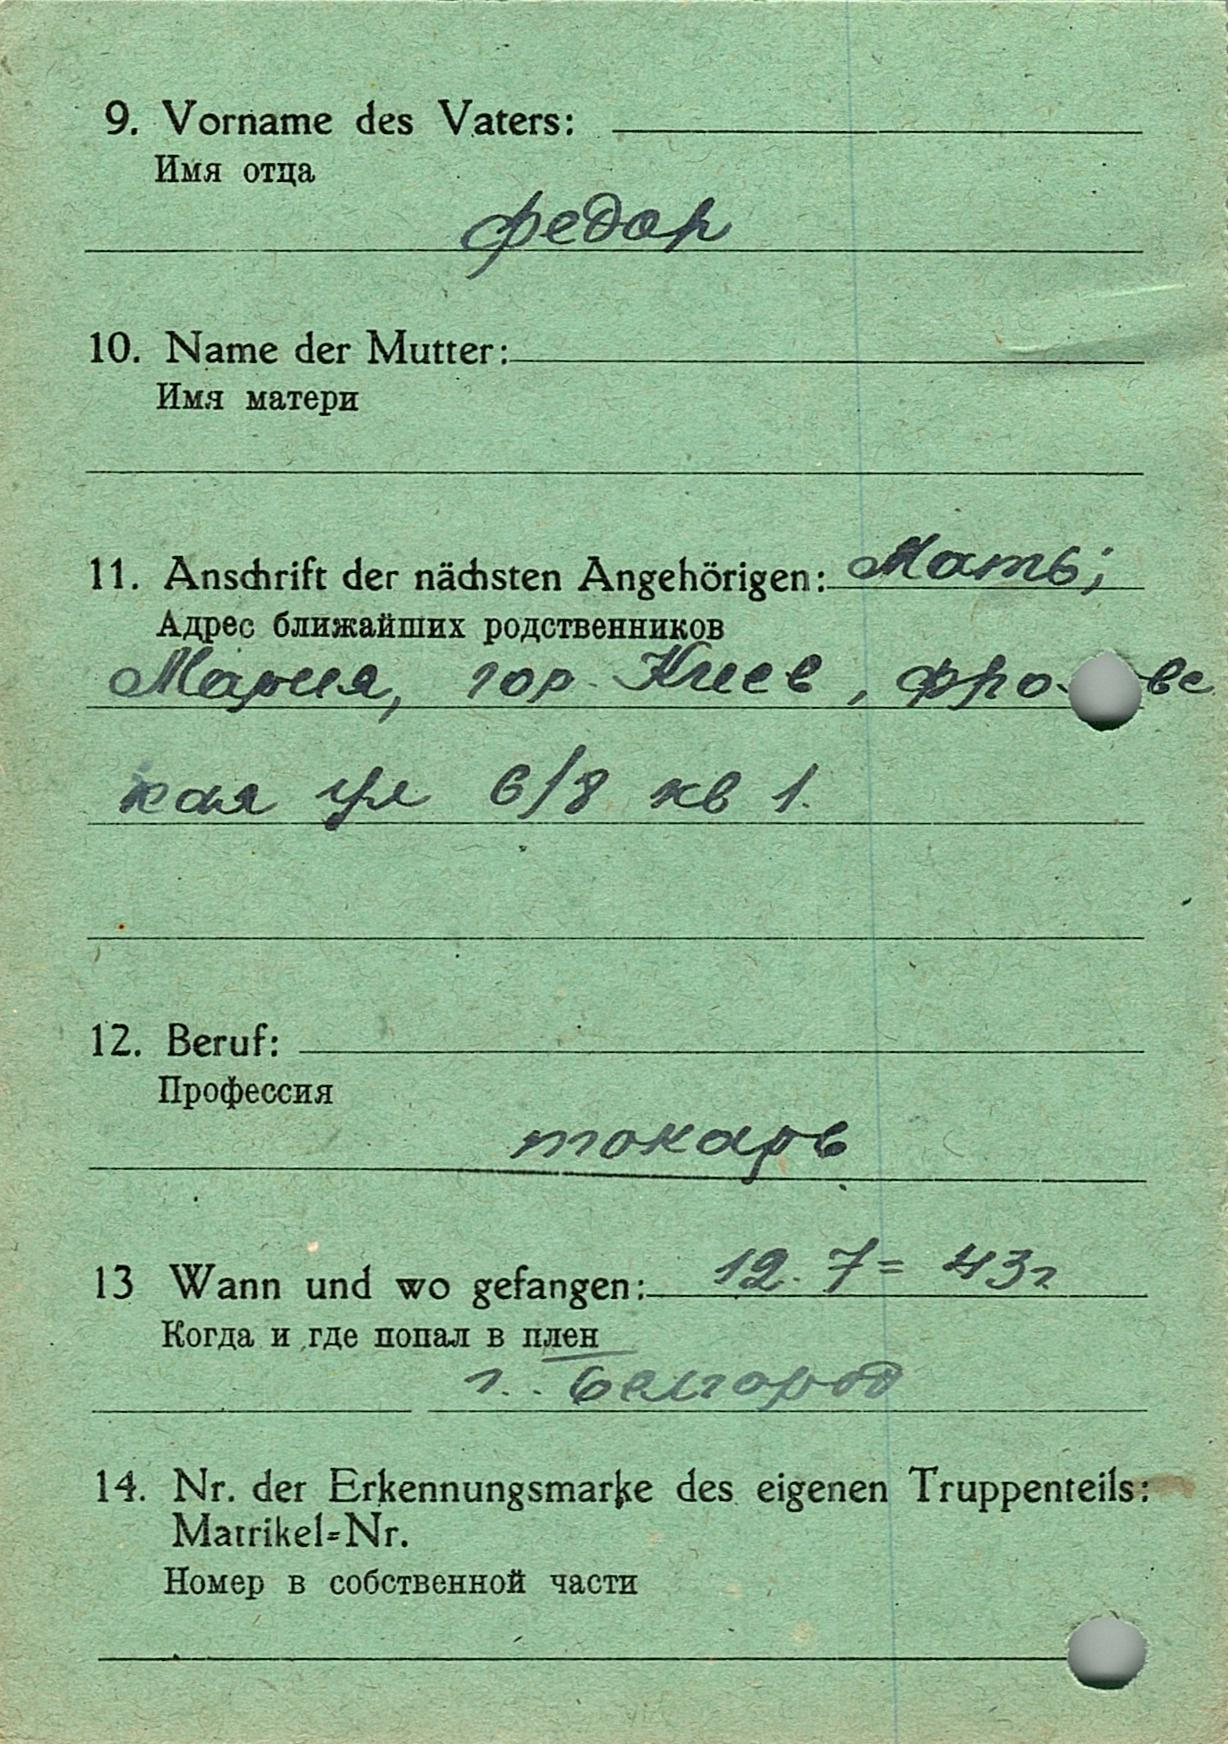 9. Vorname des Vaters:
Имя отца
Федор
10. Name der Mutter:
Имя матери
11. Anschrift der nächsten Angehörigen: Мать;
Адрес ближайших родственников
Мария, гор. Киев,
кая ул 6/8 кв 1.
12. Beruf:
Профессия
токарь
13 Wann und wo gefangen: 12. 7= 43г
Когда и где попал в плен
г. Белгород
14. Nr. der Erkennungsmarke des eigenen Truppenteils:
Matrikel=Nr.
Номер в собственной части